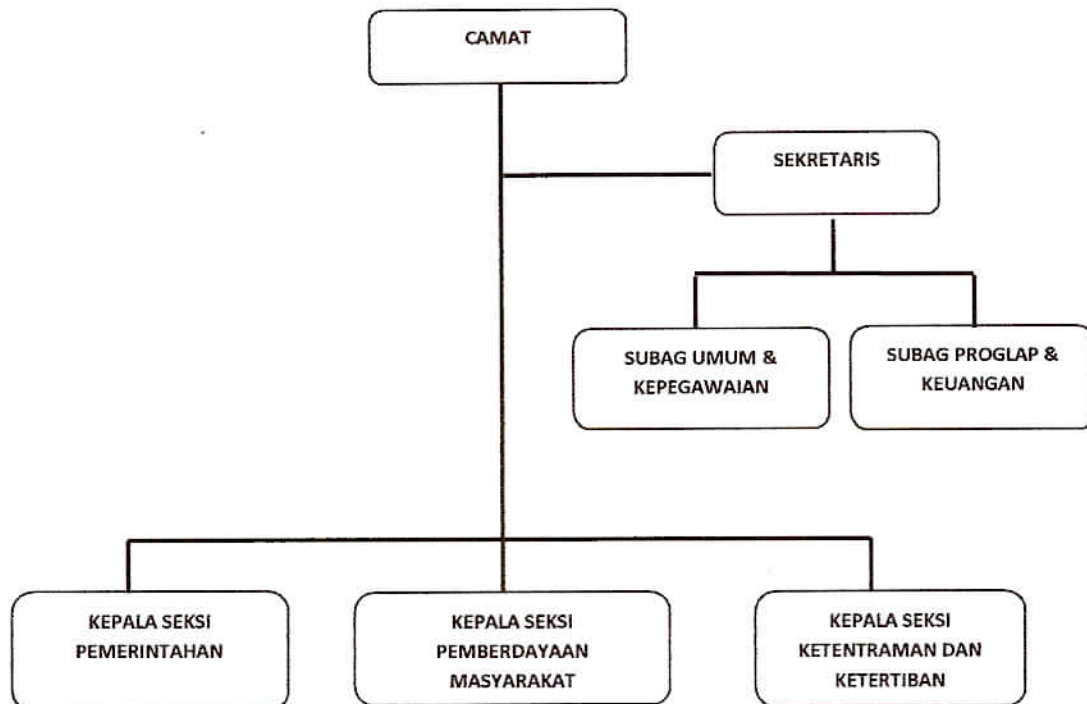 CAMAT
SEKRETARIS
SUBAG UMUM &
KEPEGAWAIAN
SUBAG PROGLAP &
KEUANGAN
KEPALA SEKSI
PEMERINTAHAN
KEPALA SEKSI
PEMBERDAYAAN
MASYARAKAT
KEPALA SEKSI
KETENTRAMAN DAN
KETERTIBAN